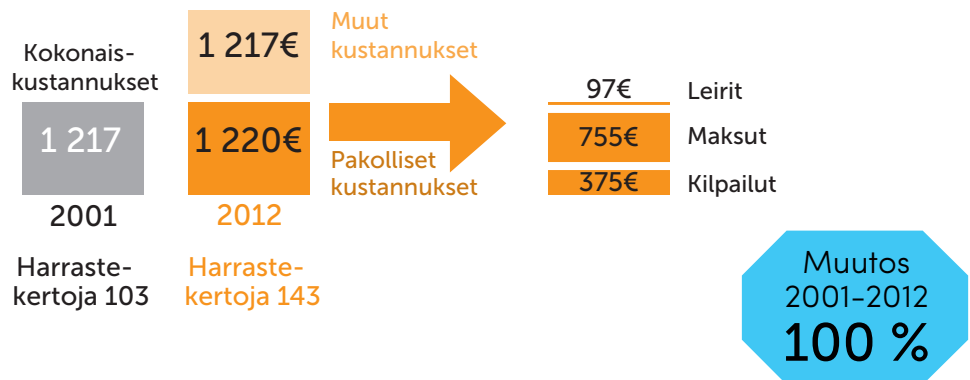 Kokonais-
kustannukset
1 217
2001
Harraste-
kertoja 103
1 217€
1 220€
2012
Harraste-
kertoja 143
Muut
kustannukset
Pakolliset
kustannukset
97€ Leirit
755€ Maksut
375€ Kilpailut
Muutos
2001–2012
100 %